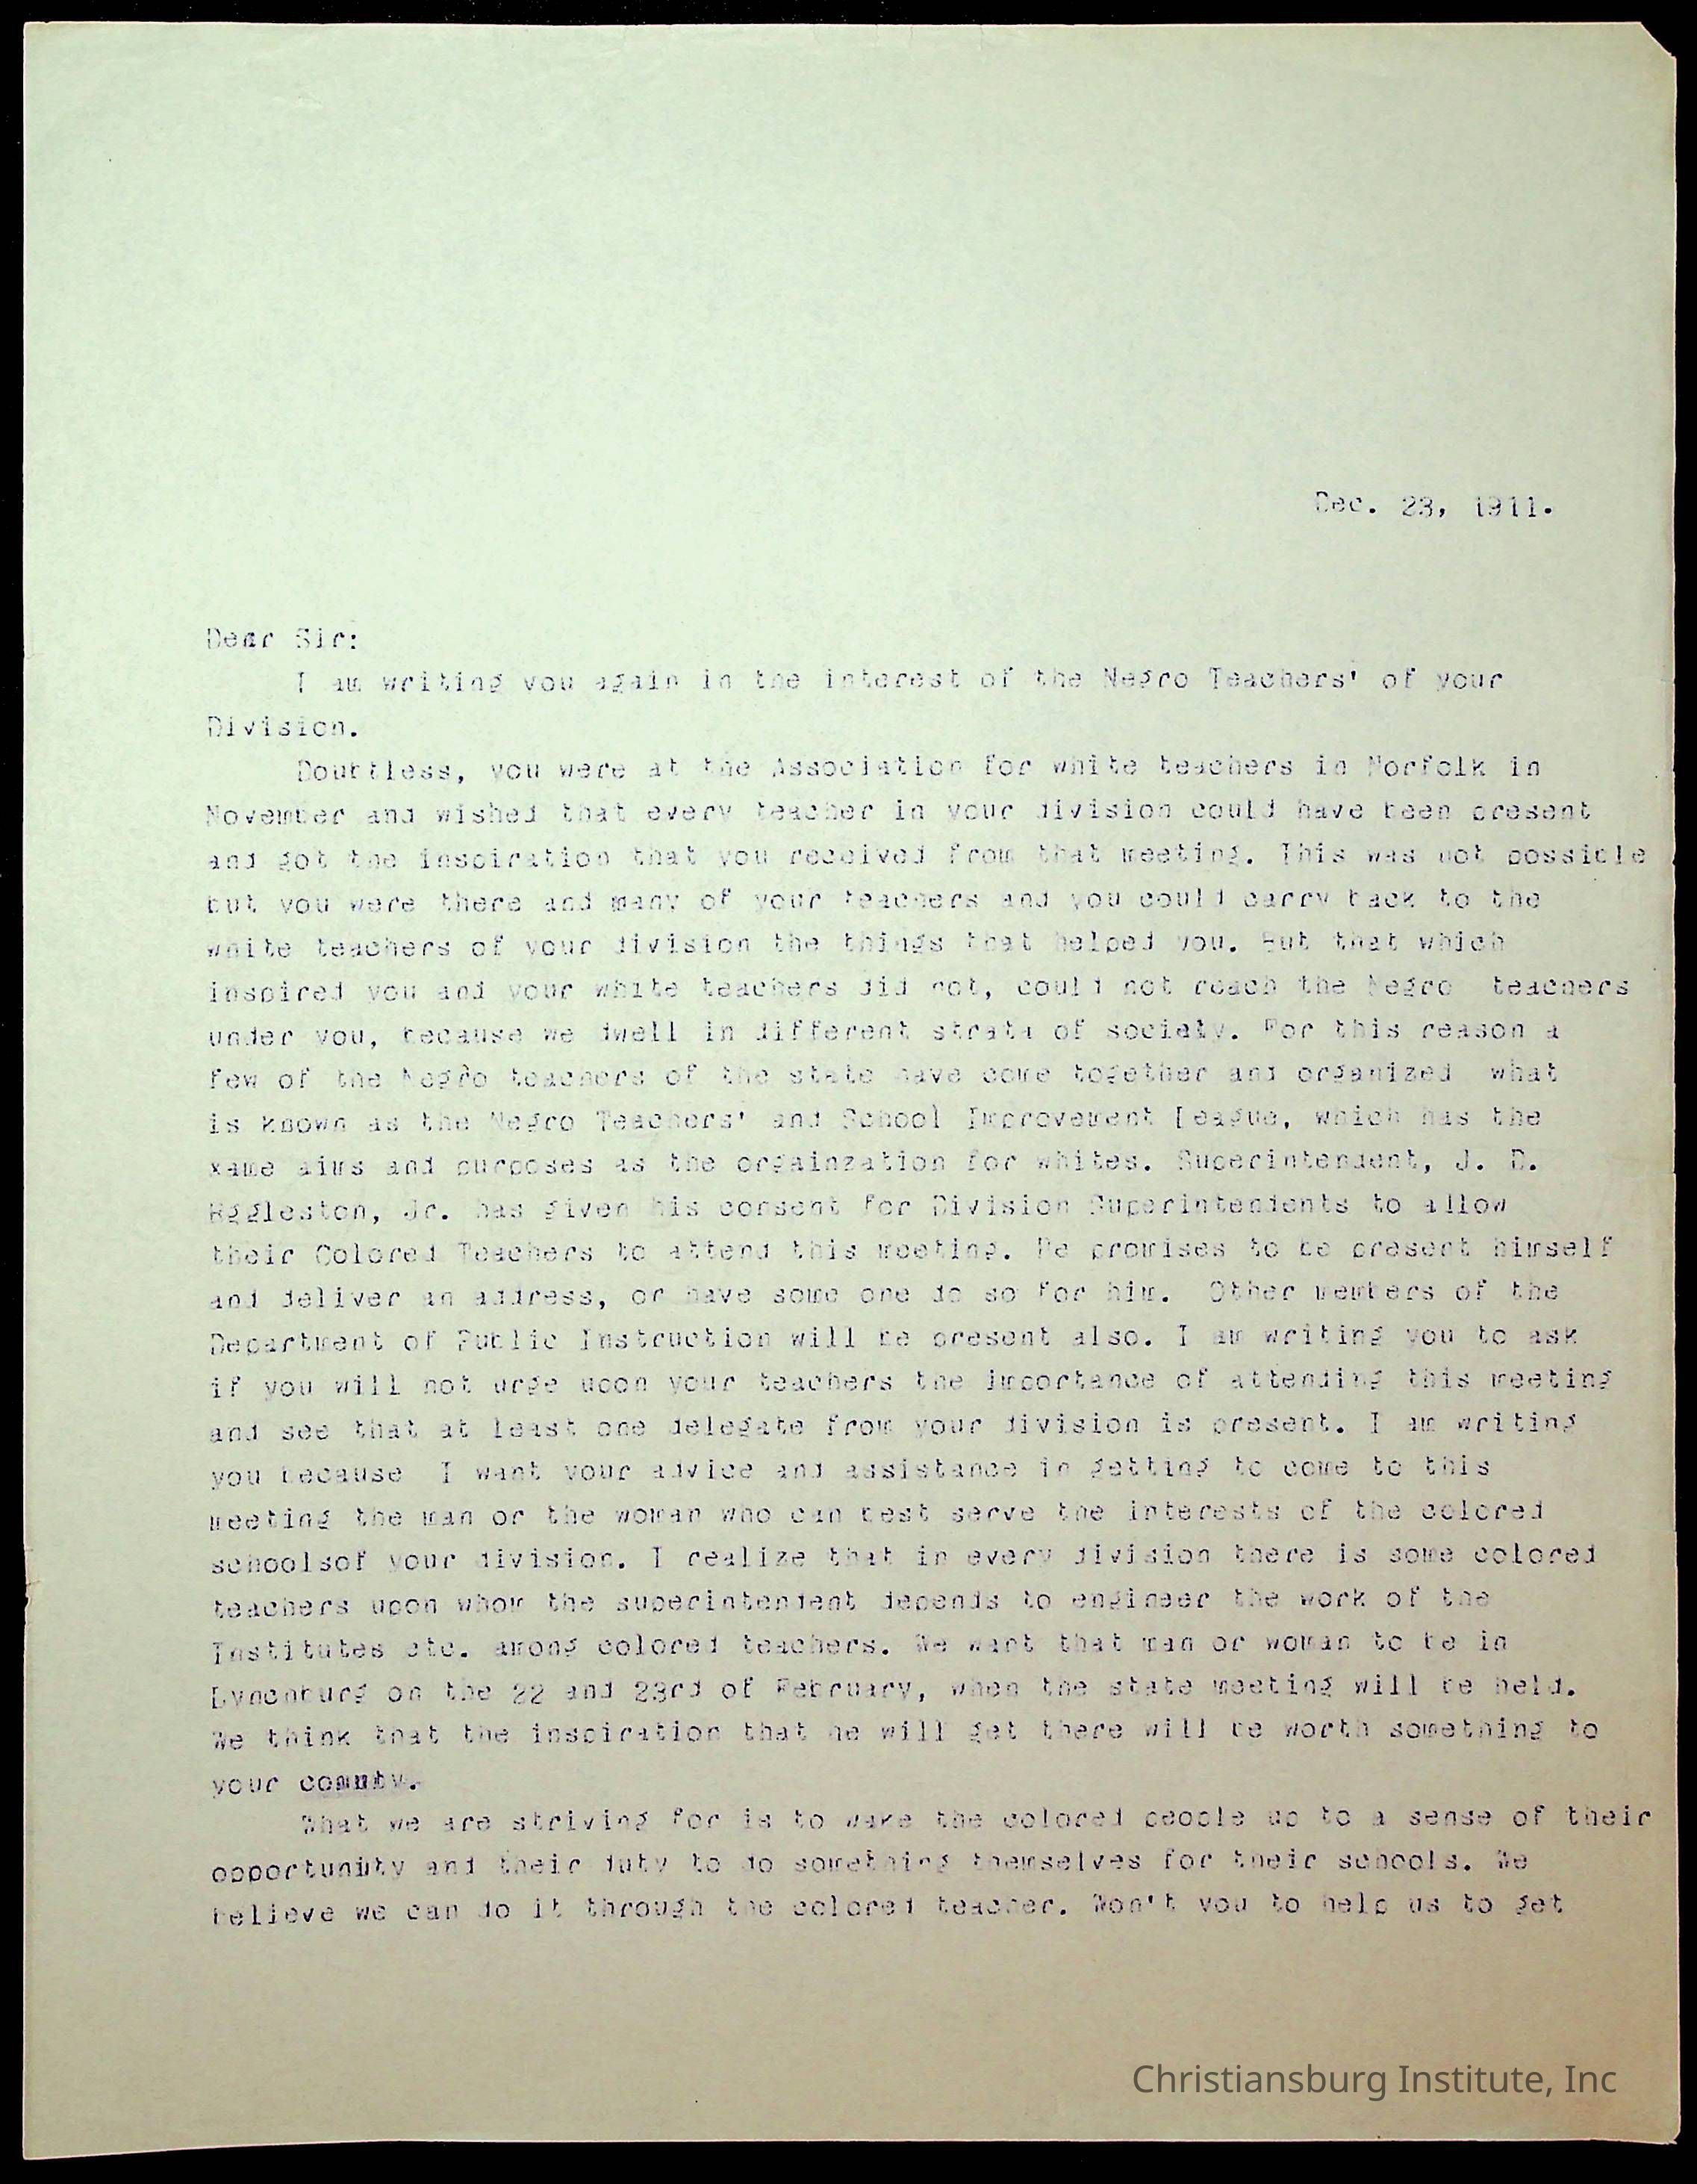 Dec. 23, 1911.
Dear Sir:
I am writing you again in the interest of the Negro Teachers' of your
Division.
Doubtless, you were at the Association for white teachers in Norfolk in
November and wished that every teacher in your division could have been present
and got the inspiration that you received from that meeting. This was not possible
but you were there and many of your teachers and you could carry back to the
white teachers of your division the things that helped you. But that which
inspired you and your white teachers did not, could not reach the Negro teachers
under you, because we dwell in different strata of society. For this reason a
few of the Negro teachers of the state have come together and organized what
is known as the Negro Teachers' and School Improvement League, which has the
xame aims and purposes as the orgainzation for whites. Superintendent, J. D.
Eggleston, Jr. has given his consent for Division Superintendents to allow
their Colored Teachers to attend this meeting. He promises to be present himself
and deliver an address, or have some one do so for him. Other members of the
Department of Public Instruction will be present also. I am writing you to ask
if you will not urge upon your teachers the importance of attending this meeting
and see that at least one delegate from your division is present. I am writing
you because I want your advice and assistance in getting to come to this
meeting the man or the woman who can best serve the interests of the colored
schoolsof your division. I realize that in every division there is some colored
teachers upon whom the superintendent depends to engineer the work of the
Institutes etc. among colored teachers. We want that man or woman to be in
Lynchburg on the 22 and 23rd of February, when the state meeting will be held.
We think that the inspiration that he will get there will be worth something to
your county.
What we are striving for is to wake the colored people up to a sense of their
opportunity and their duty to do something themselves for their schools. We
believe we can do it through the colored teacher. Won't you to help us to get
Christiansburg Institute, Inc